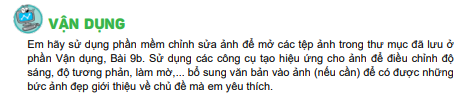 VẬN DỤNG
Em hãy sử dụng phần mềm chỉnh sửa ảnh để mở các tệp ảnh trong thư mục đã lưu ở
phần Vận dụng, Bài 9b. Sử dụng các công cụ tạo hiệu ứng cho ảnh để điều chỉnh độ
sáng, độ tương phản, làm mờ,... bổ sung văn bản vào ảnh (nếu cần) để có được những
bức ảnh đẹp giới thiệu về chủ đề mà em yêu thích.